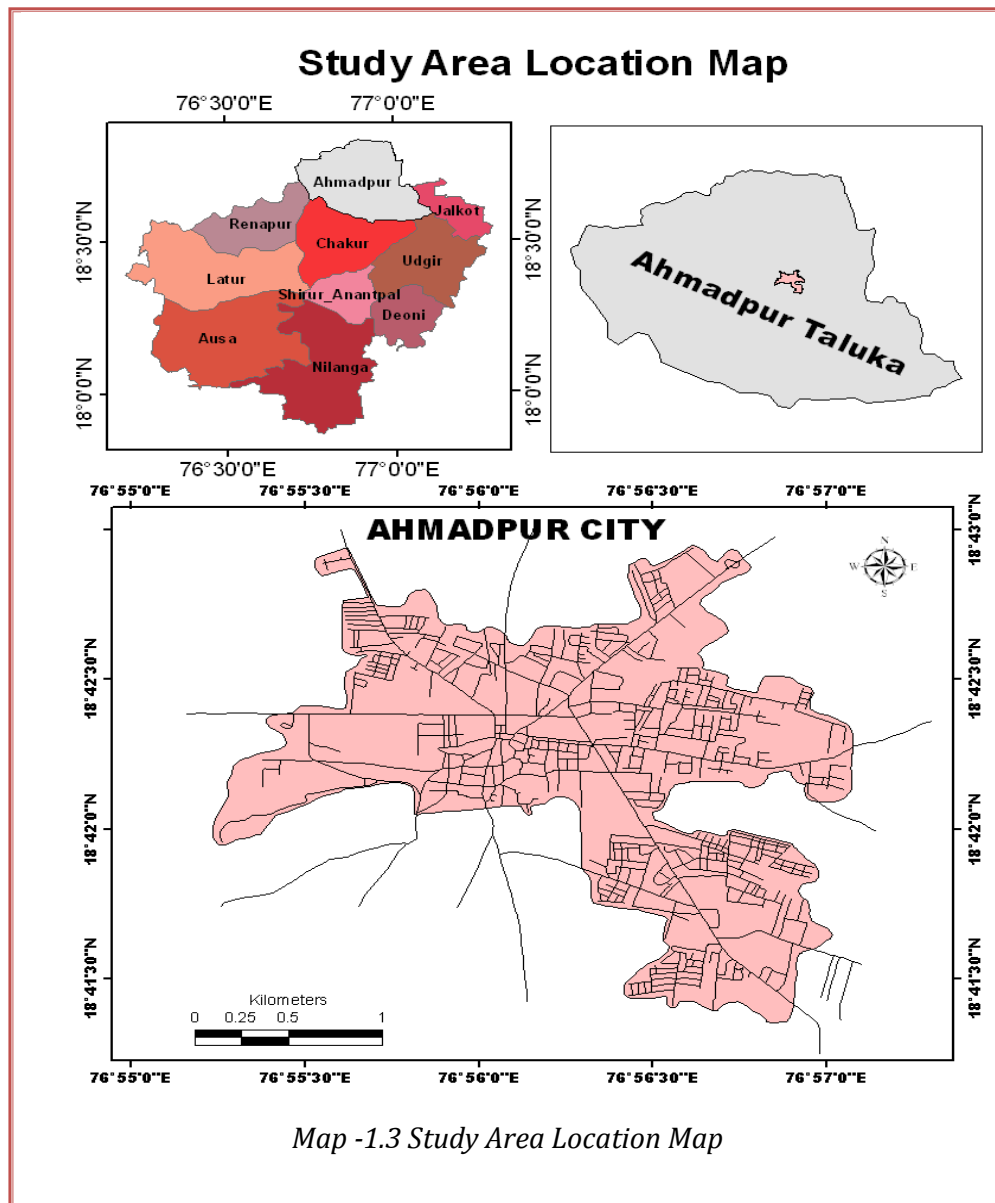 Study Area Location Map
76°30'0"E 77°0'0"E
18°30'0"N
18°0'0"N
Ahmadpur
Jalkot
Renapur
Chakur
Udgir
Latur
Shirur_Anantpal
Deoni
Ausa
Nilanga
76°30'0"E 77°0'0"E
18°30'0"N
18°0'0"N
Ahmadpur Taluka
76°55'0"E 76°55'30"E 76°56'0"E 76°56'30"E 76°57'0"E
AHMADPUR CITY
N
W E
S
18°43'0"N
18°42'30"N
18°42'0"N
18°41'30"N
18°43'0"N
18°42'30"N
18°42'0"N
18°41'30"N
Kilometers
0 0.25 0.5 1
76°55'0"E 76°55'30"E 76°56'0"E 76°56'30"E 76°57'0"E
Map -1.3 Study Area Location Map